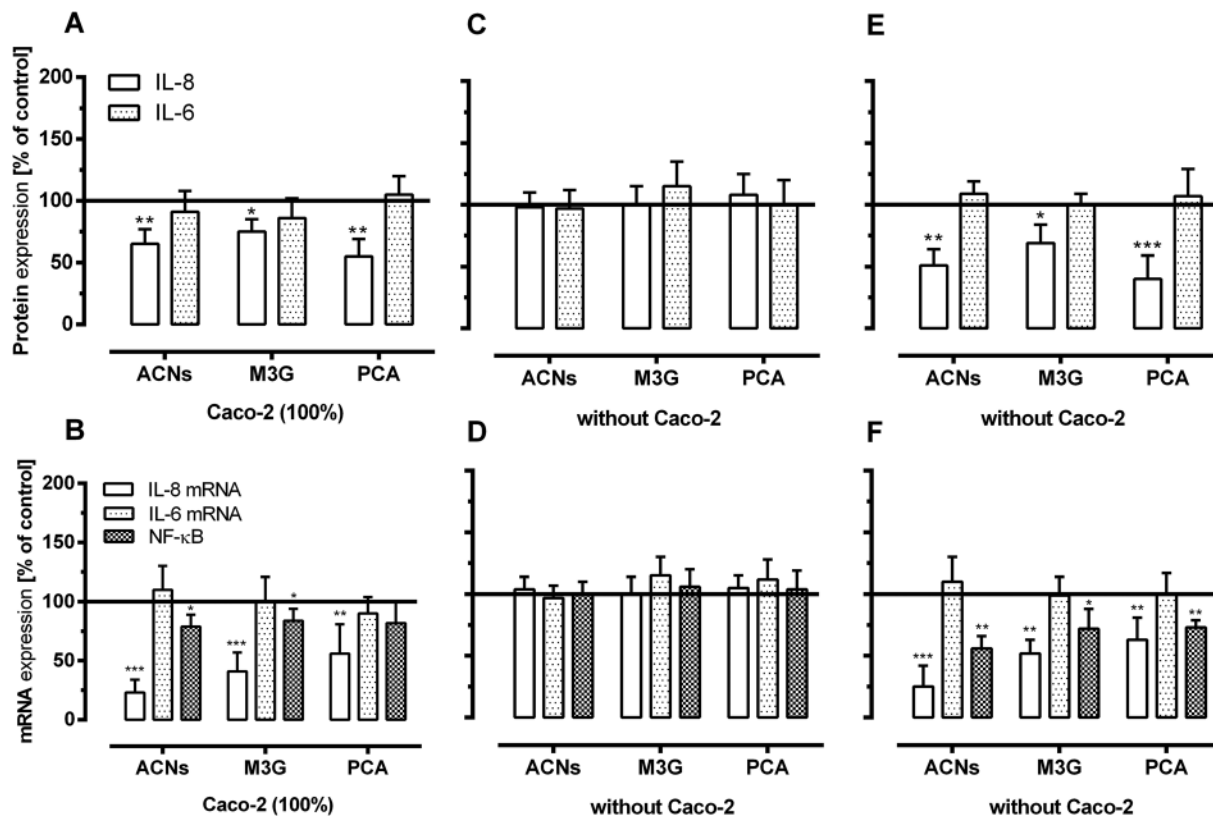 A
Protein expression [% of control]
200
150
100
50
0
IL-8
IL-6
** * **
ACNs M3G PCA
Caco-2 (100%)
C
ACNs M3G PCA
without Caco-2
E
** * ***
ACNs M3G PCA
without Caco-2
B
mRNA expression [% of control]
200
150
100
50
0
IL-8 mRNA
IL-6 mRNA
NF-κB
*** * *** * **
ACNs M3G PCA
Caco-2 (100%)
D
ACNs M3G PCA
without Caco-2
F
*** ** ** * ** **
ACNs M3G PCA
without Caco-2